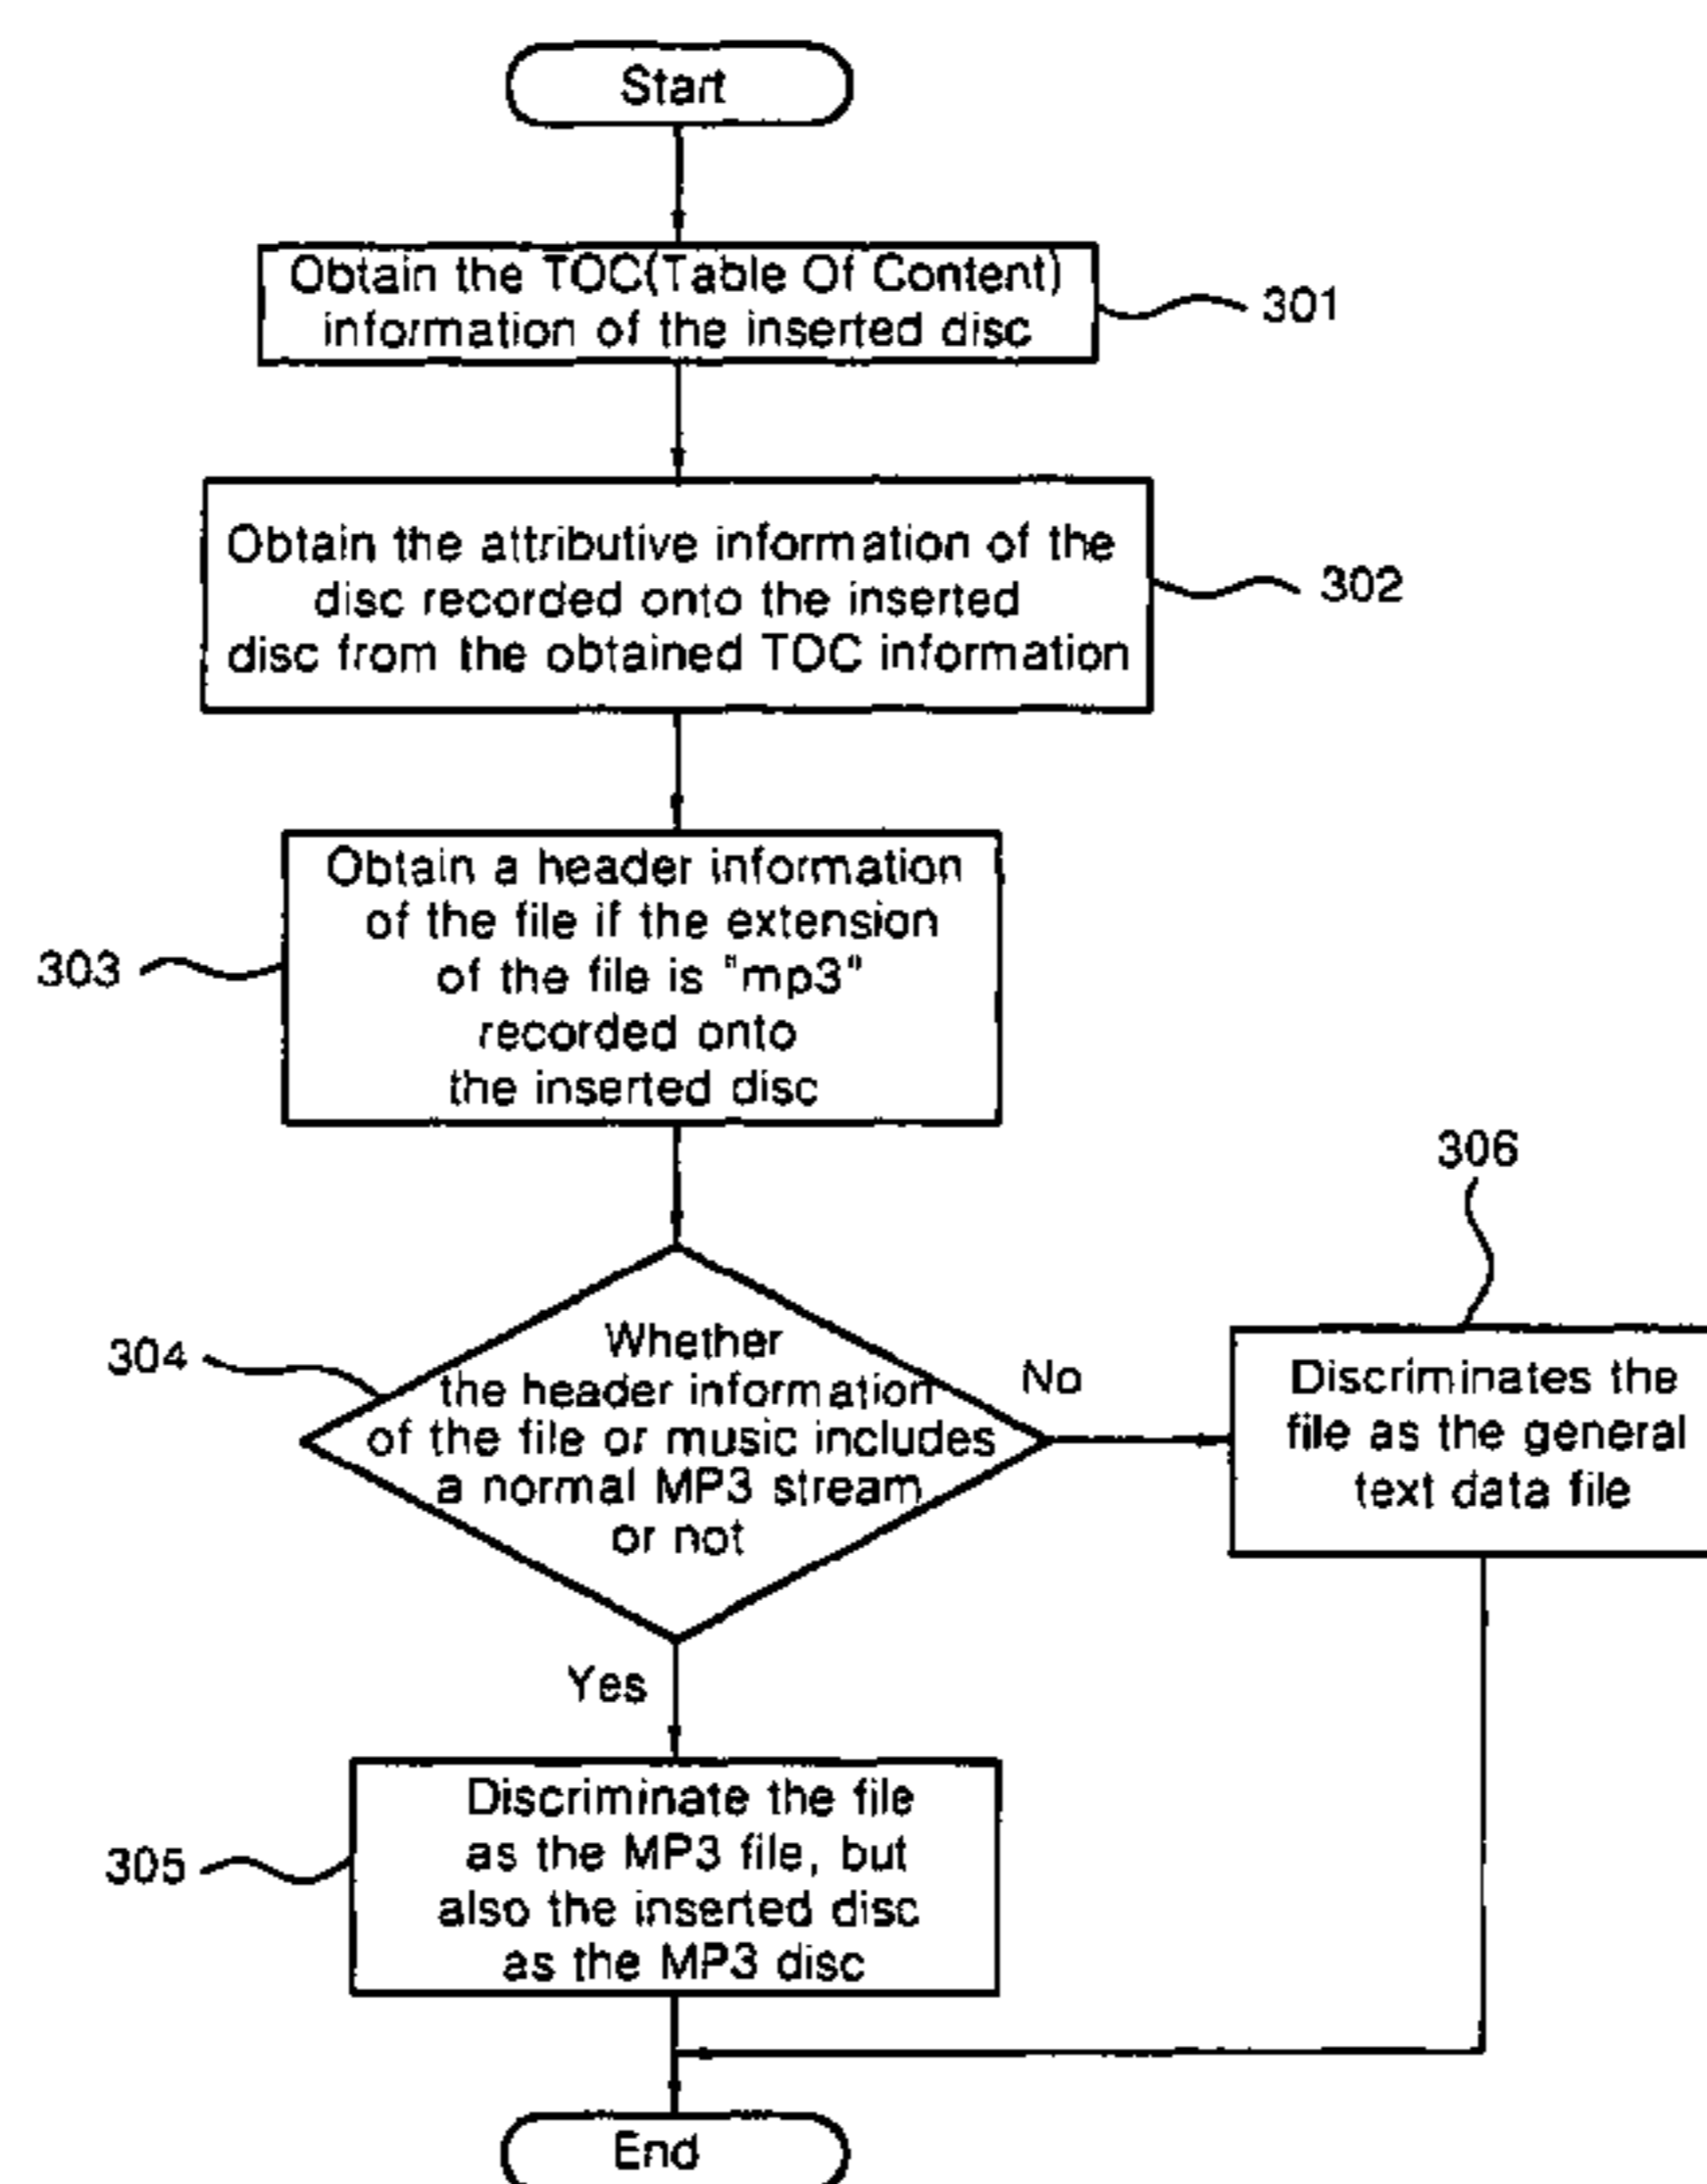 Start
Obtain the TOC(Table Of Content)
information of the inserted disc
301
Obtain the attributive information of the
disc recorded onto the inserted
disc from the obtained TOC information
302
Obtain a header information
of the file if the extension
of the file is "mp3"
recorded onto
the inserted disc
303
306
304
Whether
the header information
of the file or music includes
a normal MP3 stream
or not
No
Discriminates the
file as the general
text data file
Yes
Discriminate the file
as the MP3 file, but
also the inserted disc
as the MP3 disc
305
End